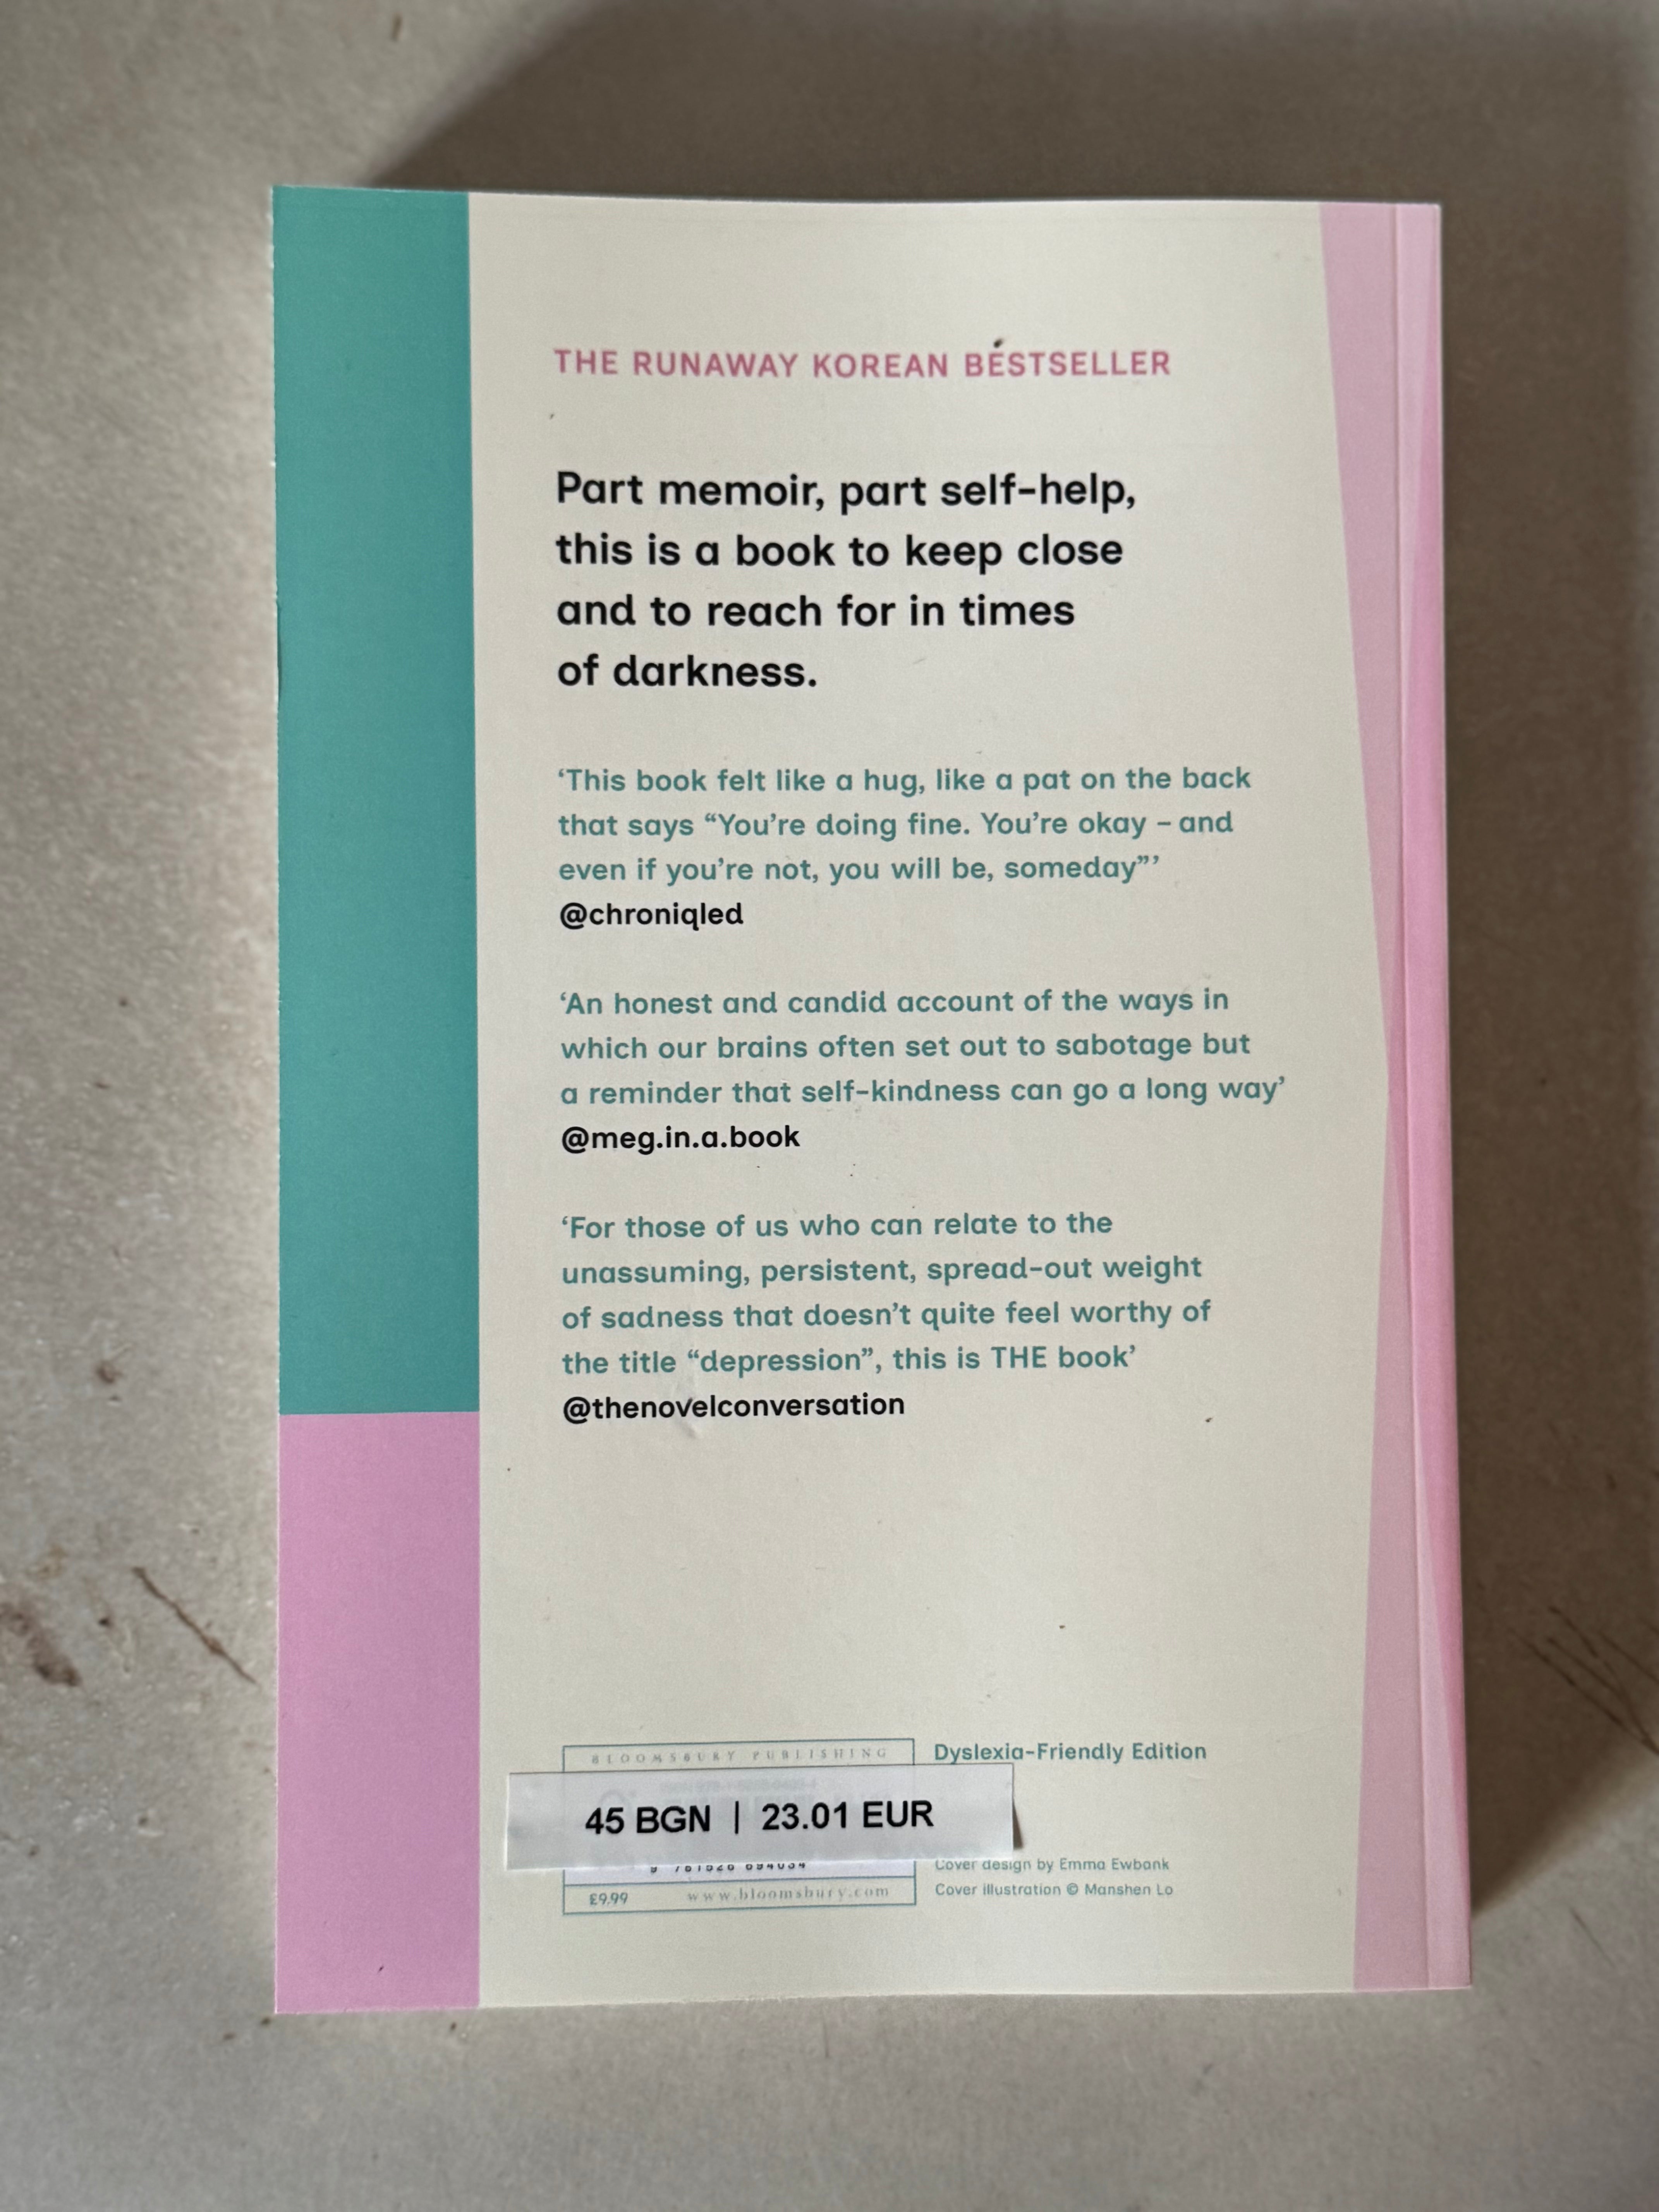 THE RUNAWAY KOREAN BESTSELLER
Part memoir, part self-help,
this is a book to keep close
and to reach for in times
of darkness.
‘This book felt like a hug, like a pat on the back
that says “You’re doing fine. You’re okay – and
even if you’re not, you will be, someday”’
@chroniqled
‘An honest and candid account of the ways in
which our brains often set out to sabotage but
a reminder that self-kindness can go a long way’
@meg.in.a.book
‘For those of us who can relate to the
unassuming, persistent, spread-out weight
of sadness that doesn’t quite feel worthy of
the title “depression”, this is THE book’
@thenovelconversation
BLOOMSBURY PUBLISHING
Dyslexia-Friendly Edition
45 BGN | 23.01 EUR
Cover design by Emma Ewbank
Cover illustration © Manshen Lo
£9.99 www.bloomsbury.com